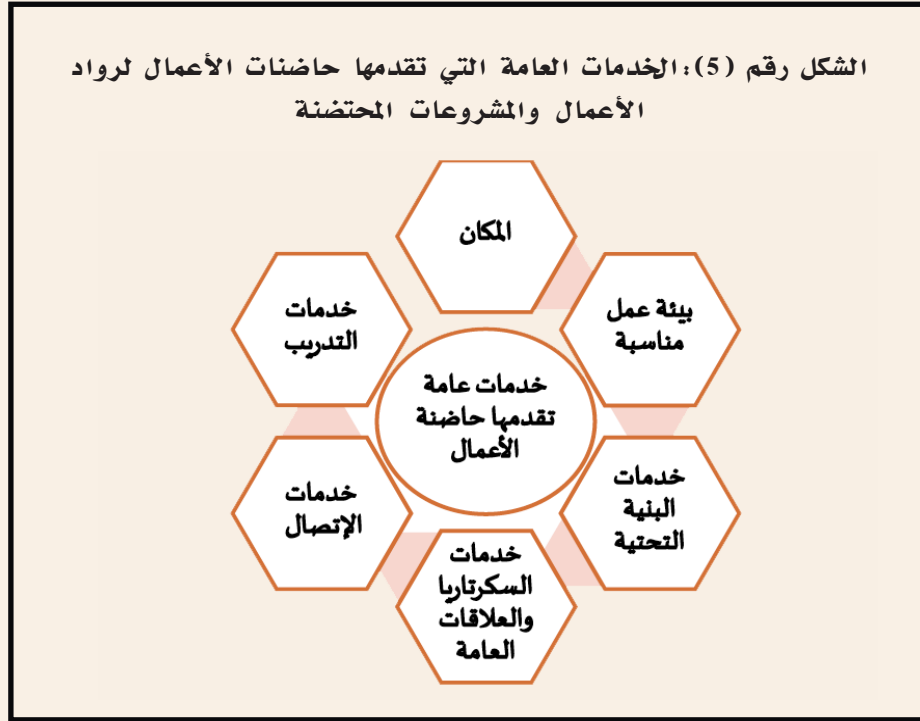 الشكل رقم (5): الخدمات العامة التي تقدمها حاضنات الأعمال لرواد
الأعمال والمشروعات المحتضنة
المكان
بيئة عمل
مناسبة
خدمات
البنية
التحتية
خدمات
السكرتاريا
والعلاقات
العامة
خدمات
الإتصال
خدمات
التدريب
خدمات عامة
تقدمها حاضنة
الأعمال